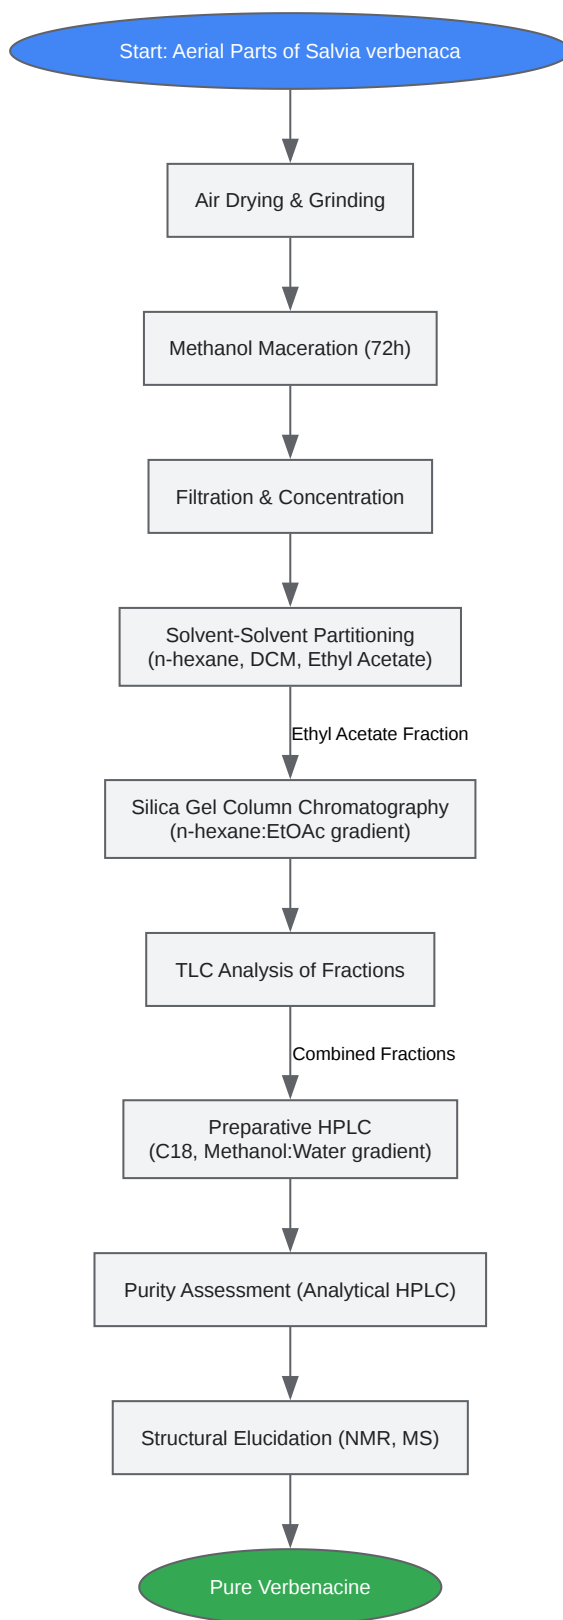 Start: Aerial Parts of Salvia verbenaca
Air Drying & Grinding
Methanol Maceration (72h)
Filtration & Concentration
Solvent-Solvent Partitioning
(n-hexane, DCM, Ethyl Acetate)
Ethyl Acetate Fraction
Silica Gel Column Chromatography
(n-hexane:EtOAc gradient)
TLC Analysis of Fractions
Combined Fractions
Preparative HPLC
(C18, Methanol:Water gradient)
Purity Assessment (Analytical HPLC)
Structural Elucidation (NMR, MS)
Pure Verbenacine